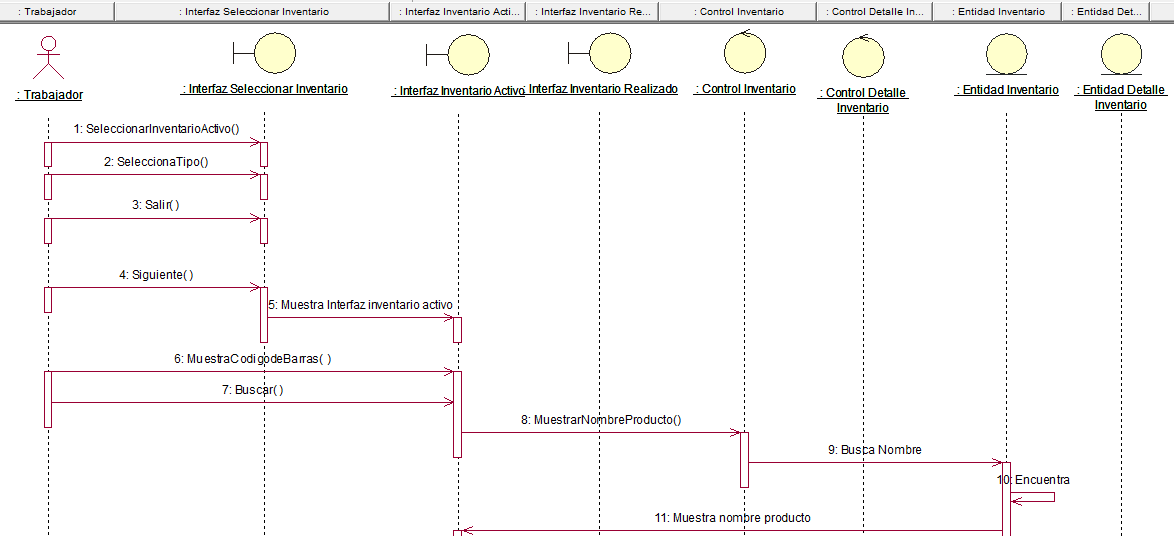 : Trabajador
: Interfaz Seleccionar Inventario
: Interfaz Inventario Acti...
: Interfaz Inventario Re...
: Control Inventario
: Control Detalle In...
: Entidad Inventario
: Entidad Det...
: Trabajador
: Interfaz Seleccionar Inventario
: Interfaz Inventario Activo
: Interfaz Inventario Realizado
: Control Inventario
: Control Detalle
Inventario
: Entidad Inventario
: Entidad Detalle
Inventario
1: SeleccionarInventarioActivo()
2: SeleccionaTipo()
3: Salir( )
4: Siguiente( )
5: Muestra Interfaz inventario activo
6: MuestraCodigodeBarras( )
7: Buscar( )
8: MuestrarNombreProducto()
9: Busca Nombre
10: Encuentra
11: Muestra nombre producto